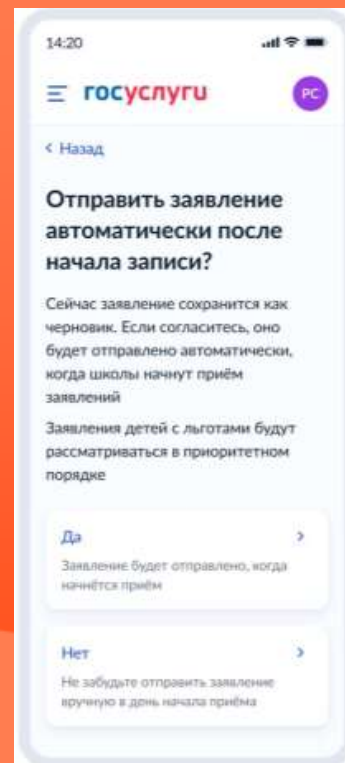 14:20
госуслуги
РС
Назад
Отправить заявление
автоматически после
начала записи?
Сейчас заявление сохранится как
черновик. Если согласитесь, оно
будет отправлено автоматически,
когда школы начнут приём
заявлений
Заявления детей с льготами будут
рассматриваться в приоритетном
порядке
Да
Заявление будет отправлено, когда
начнётся приём
Нет
Не забудьте отправить заявление
вручную в день начала приёма